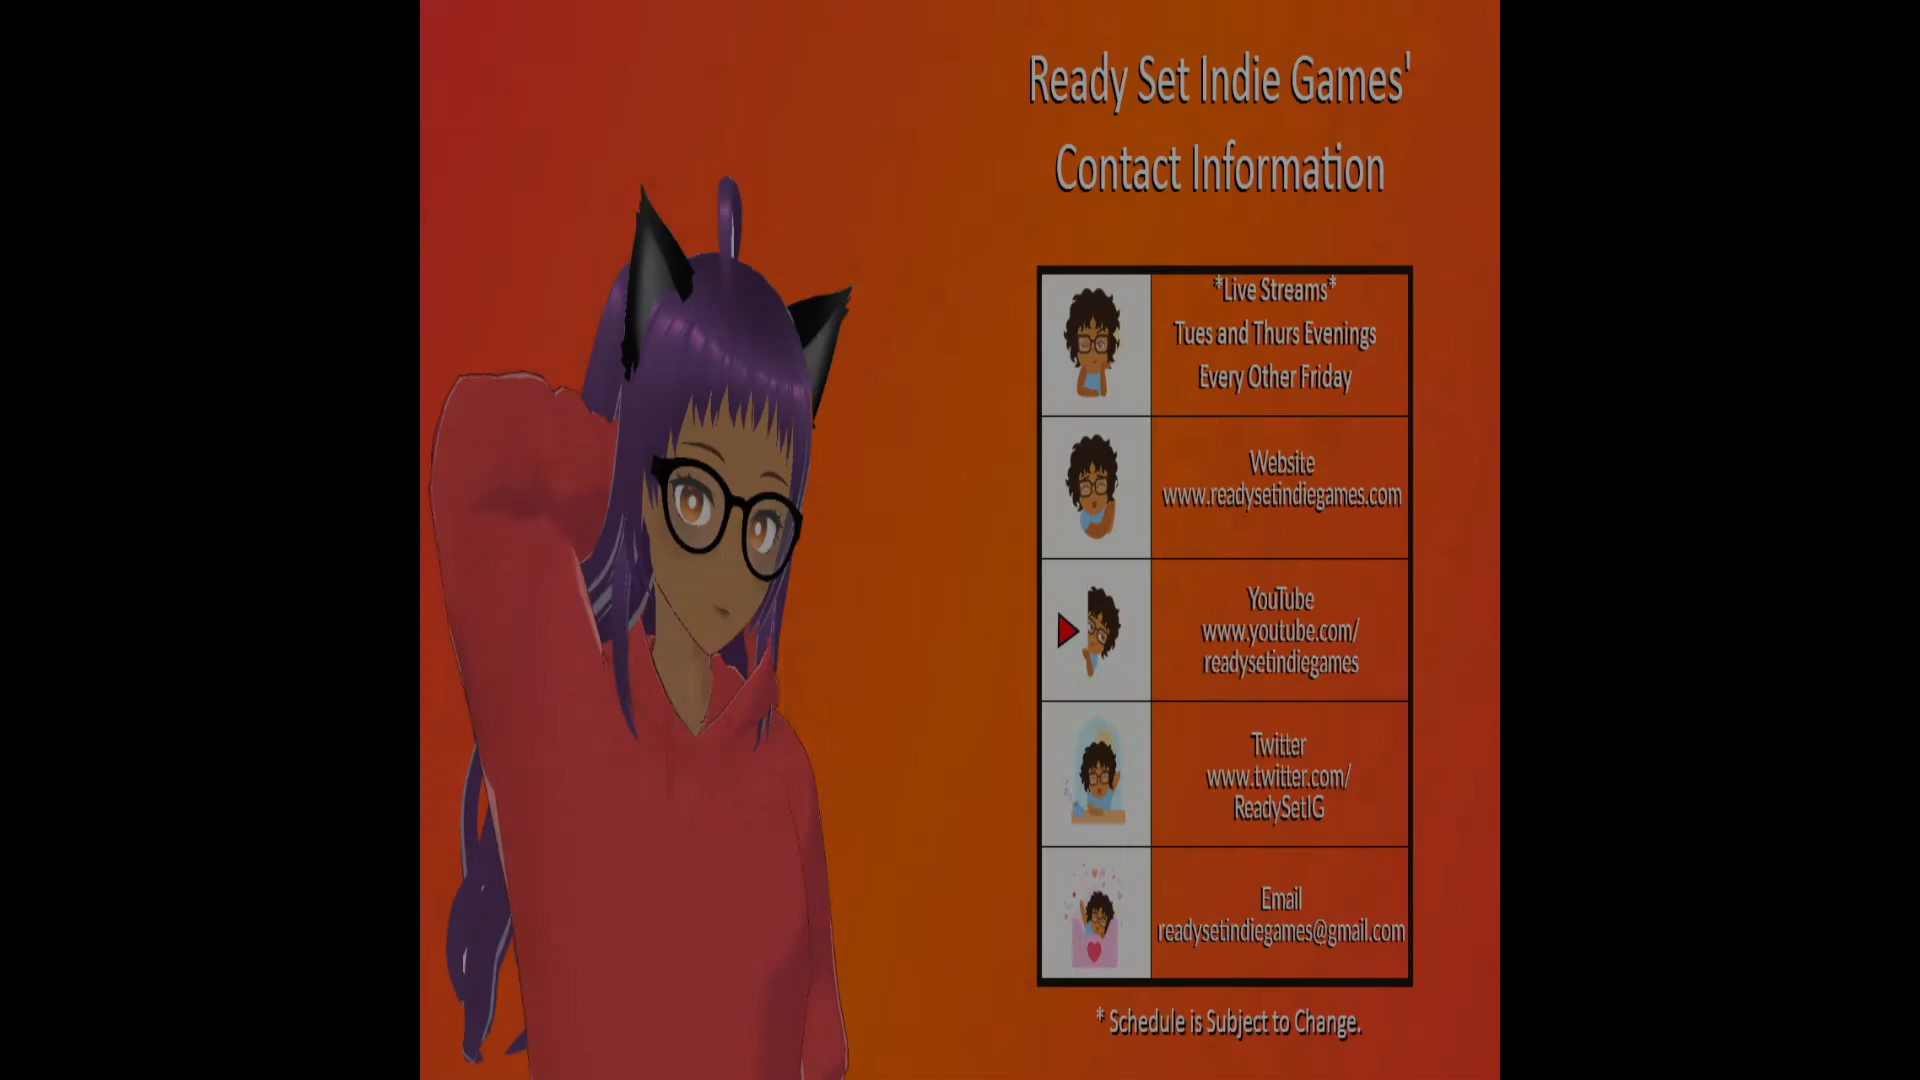 Ready Set Indie Games'
Contact Information
*Live Streams*
Tues and Thurs Evenings
Every Other Friday
Website
www.readysetindiegames.com
YouTube
www.youtube.com/
readysetindiegames
Twitter
www.twitter.com/
ReadySetIG
Email
readysetindiegames@gmail.com
* Schedule is Subject to Change.